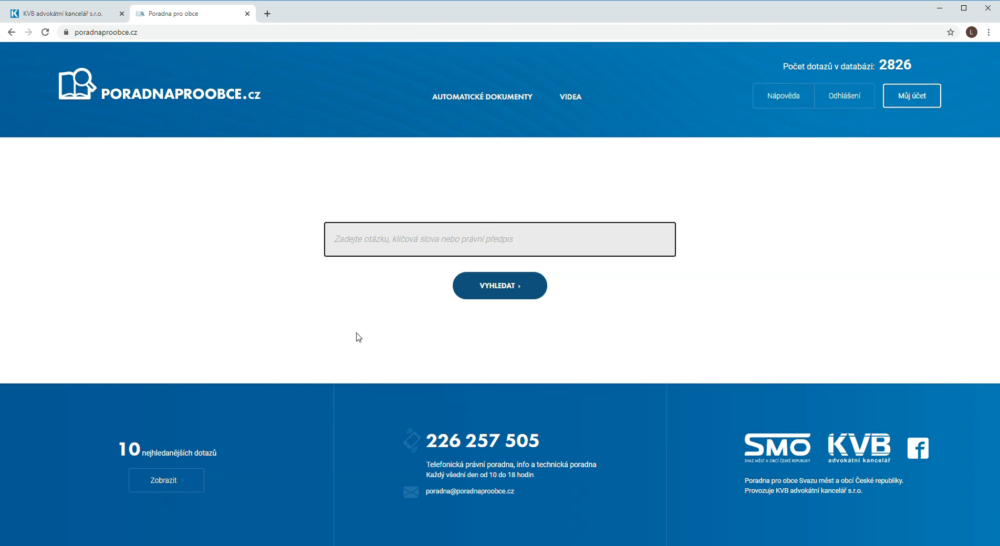 KVB advokátní kancelář s.r.o.
Poradna pro obce
poradnaproobce.cz
L
Počet dotazů v databázi: 2826
PORADNAPROOBCE.cz
AUTOMATICKÉ DOKUMENTY
VIDEA
Nápověda
Odhlášení
Můj účet
Zadejte otázku, klíčová slova nebo právní předpis
VYHLEDAT ›
10 nejhledanějších dotazů
Zobrazit ›
226 257 505
Telefonická právní poradna, info a technická poradna
Každý všední den od 10 do 18 hodin
poradna@poradnaproobce.cz
SMO
SVAZ MĚST A OBCÍ ČESKÉ REPUBLIKY
KVB
advokátní kancelář
Poradna pro obce Svazu měst a obcí České republiky.
Provozuje KVB advokátní kancelář s.r.o.